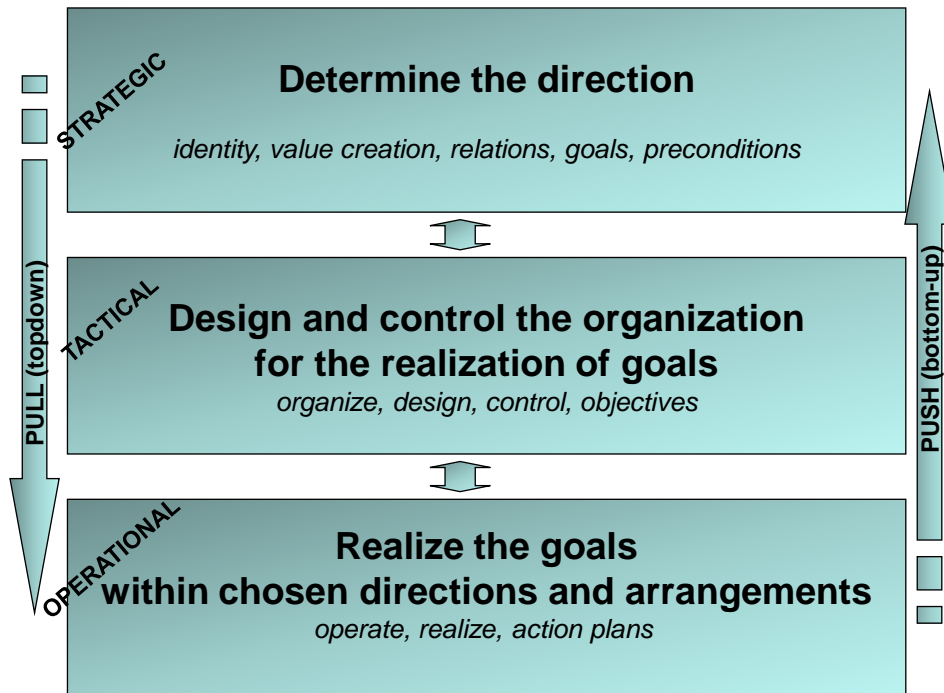 STRATEGIC
Determine the direction
identity, value creation, relations, goals, preconditions
PULL (topdown)
TACTICAL
Design and control the organization
for the realization of goals
organize, design, control, objectives
PUSH (bottom-up)
OPERATIONAL
Realize the goals
within chosen directions and arrangements
operate, realize, action plans